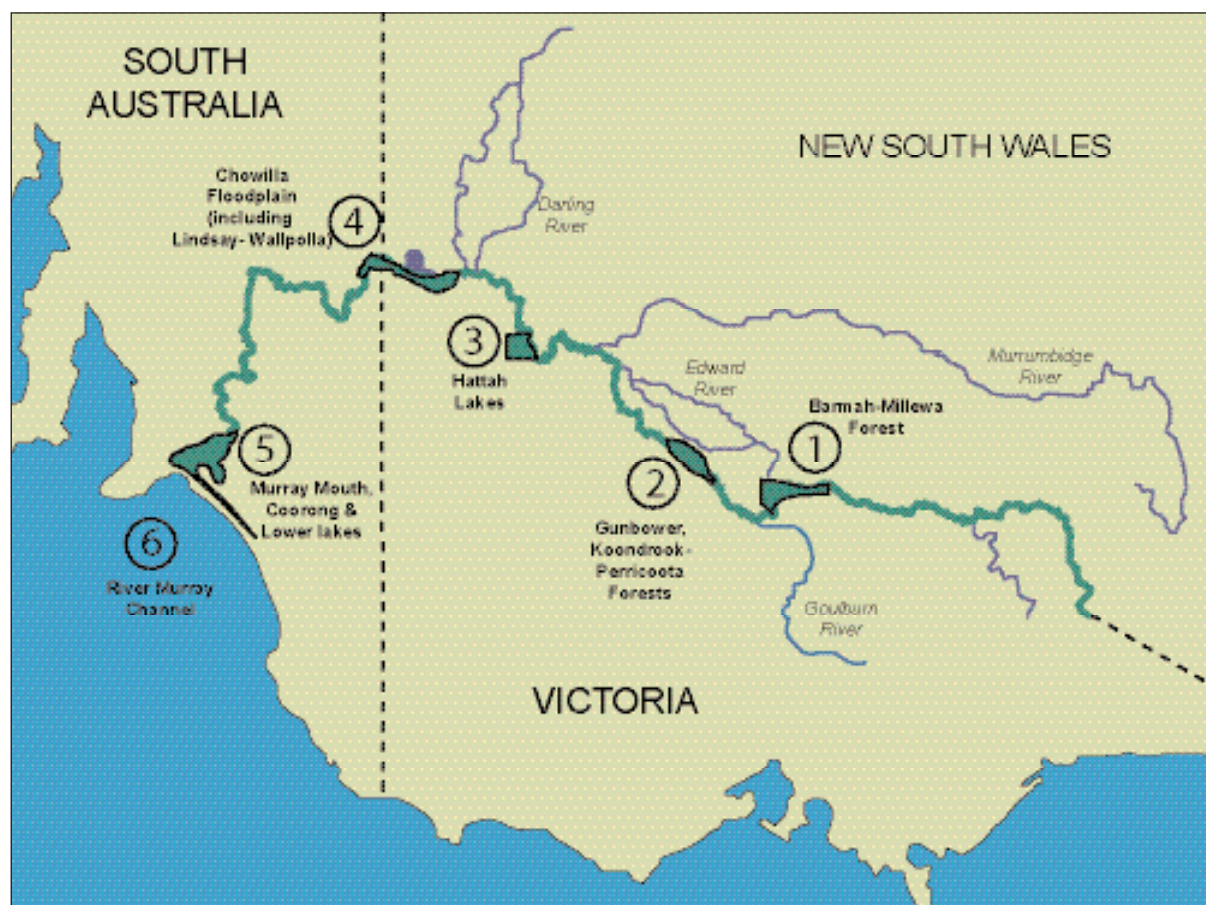 SOUTH
AUSTRALIA
NEW SOUTH WALES
Chowilla
Floodplain
(including
Lindsay- Wallpolla)
4
Darling
River
3
Hattah
Lakes
Edward
River
Murrumbidge
River
Barmah-Millewa
Forest
1
2
Gunbower,
Koondrook-
Perricoota
Forests
5
Murray Mouth,
Coorong &
Lower lakes
6
River Murray
Channel
Goulburn
River
VICTORIA